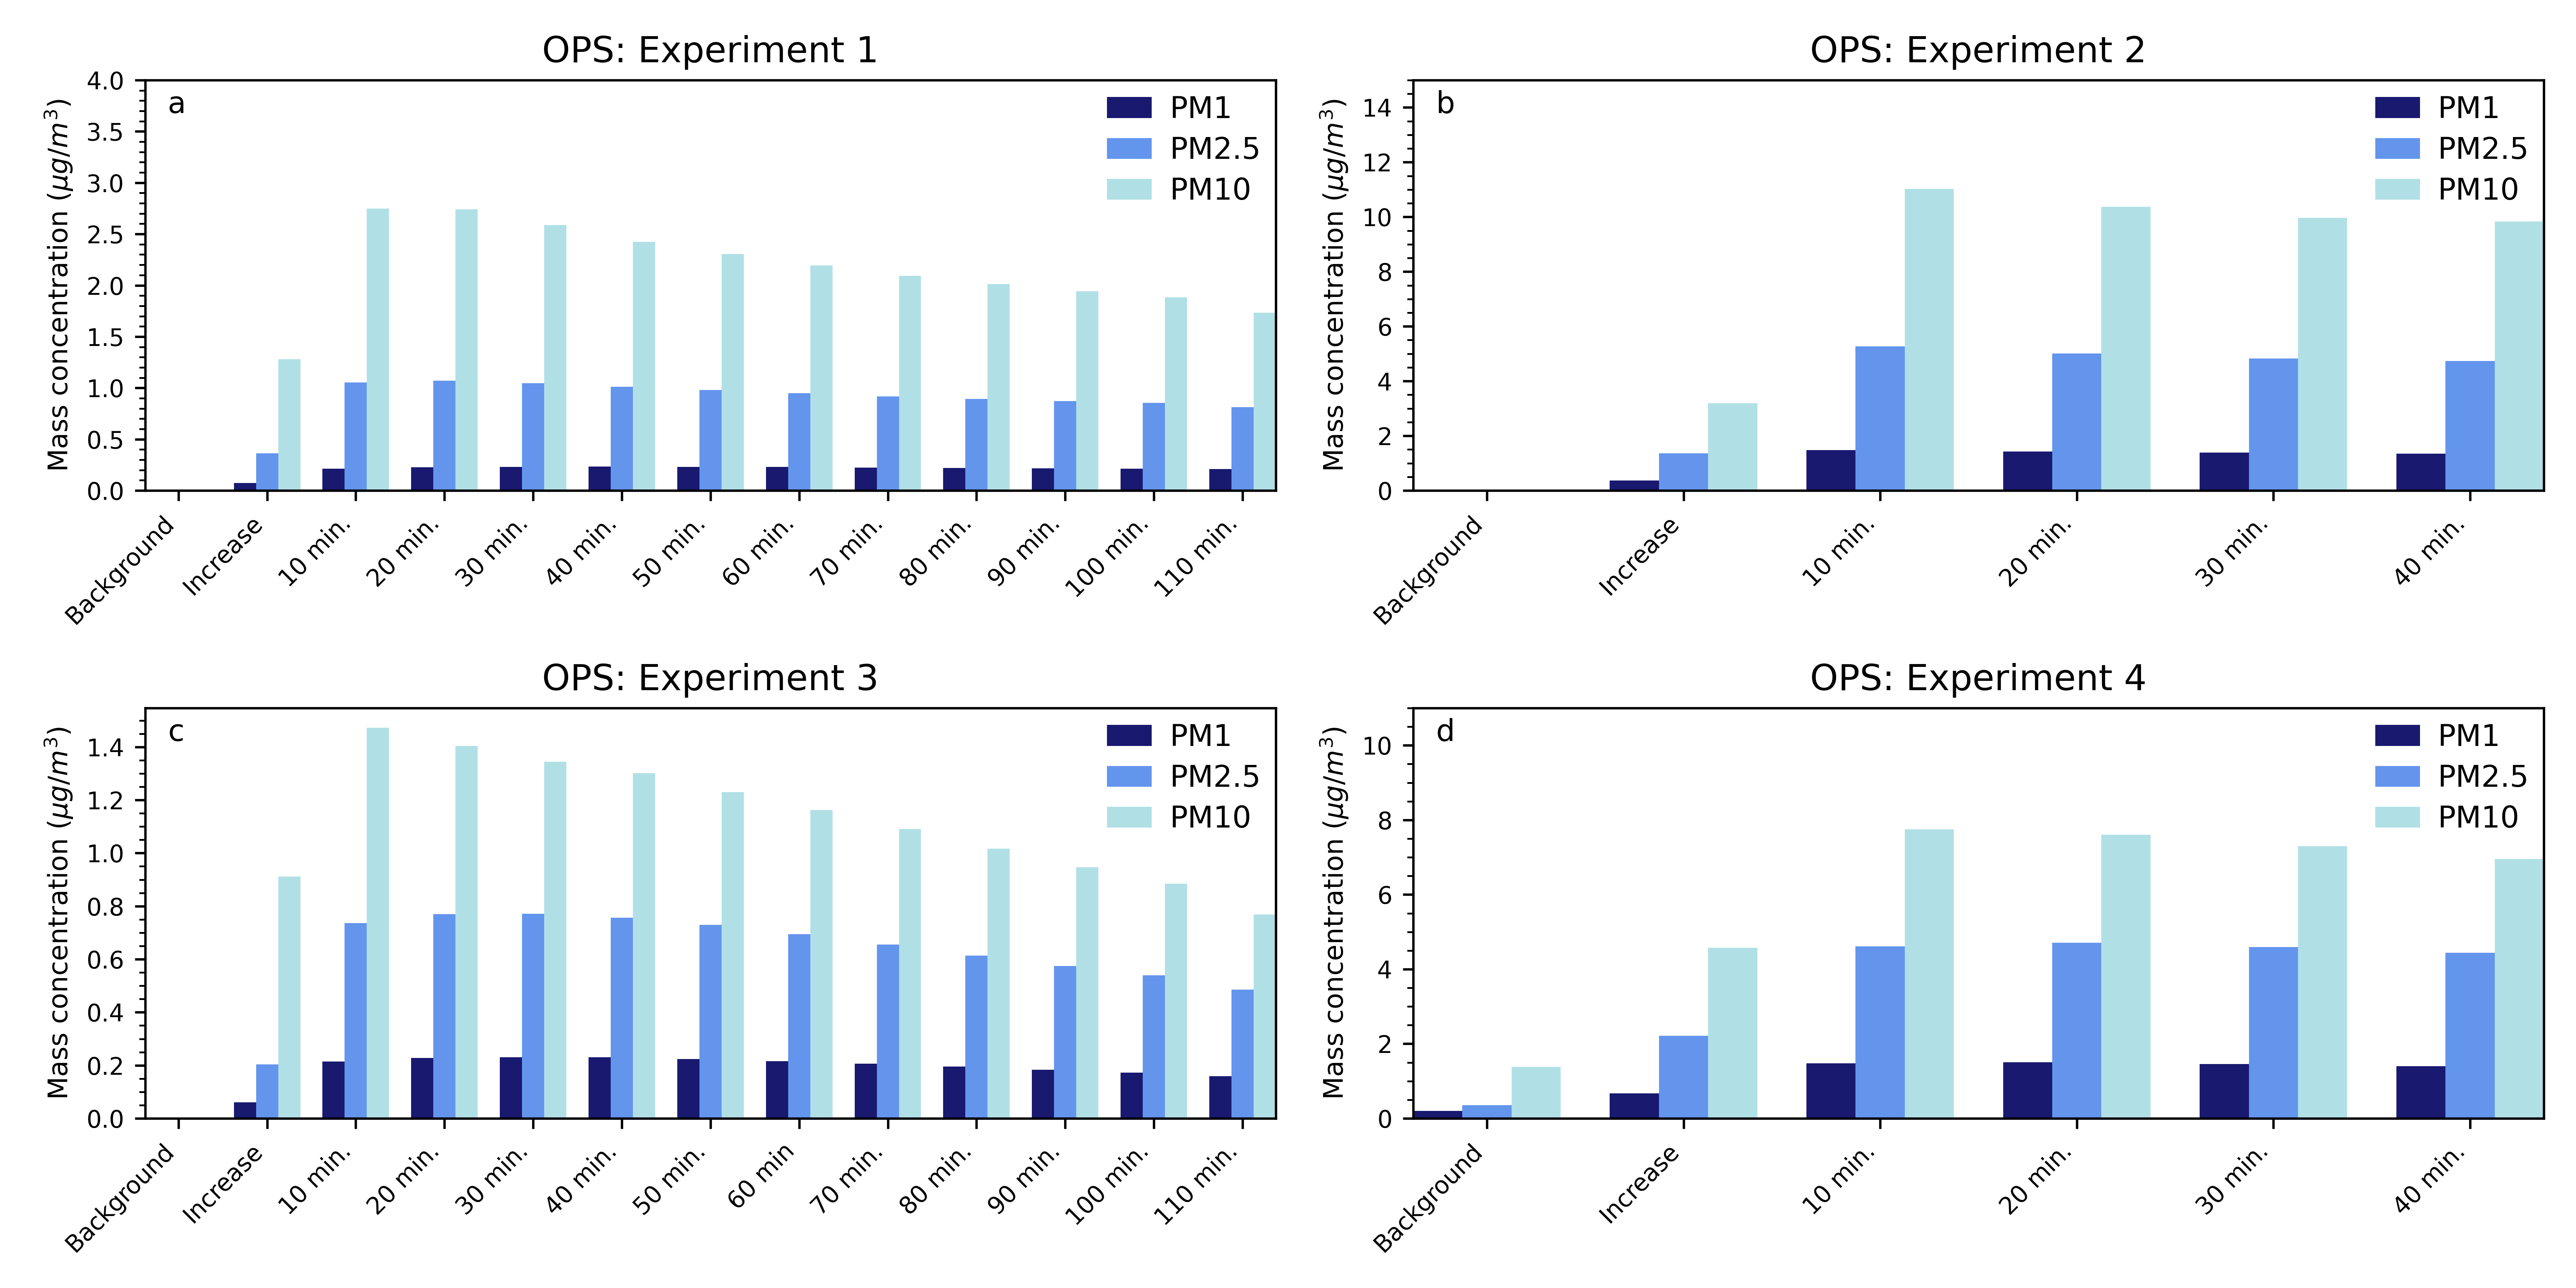 OPS: Experiment 1
Mass concentration (µg/m³)
4.0
3.5
3.0
2.5
2.0
1.5
1.0
0.5
0.0
a
PM1
PM2.5
PM10
Background
Increase
10 min.
20 min.
30 min.
40 min.
50 min.
60 min.
70 min.
80 min.
90 min.
100 min.
110 min.
OPS: Experiment 2
Mass concentration (µg/m³)
14
12
10
8
6
4
2
0
b
PM1
PM2.5
PM10
Background
Increase
10 min.
20 min.
30 min.
40 min.
OPS: Experiment 3
Mass concentration (µg/m³)
1.4
1.2
1.0
0.8
0.6
0.4
0.2
0.0
c
PM1
PM2.5
PM10
Background
Increase
10 min.
20 min.
30 min.
40 min.
50 min.
60 min
70 min.
80 min.
90 min.
100 min.
110 min.
OPS: Experiment 4
Mass concentration (µg/m³)
10
8
6
4
2
0
d
PM1
PM2.5
PM10
Background
Increase
10 min.
20 min.
30 min.
40 min.